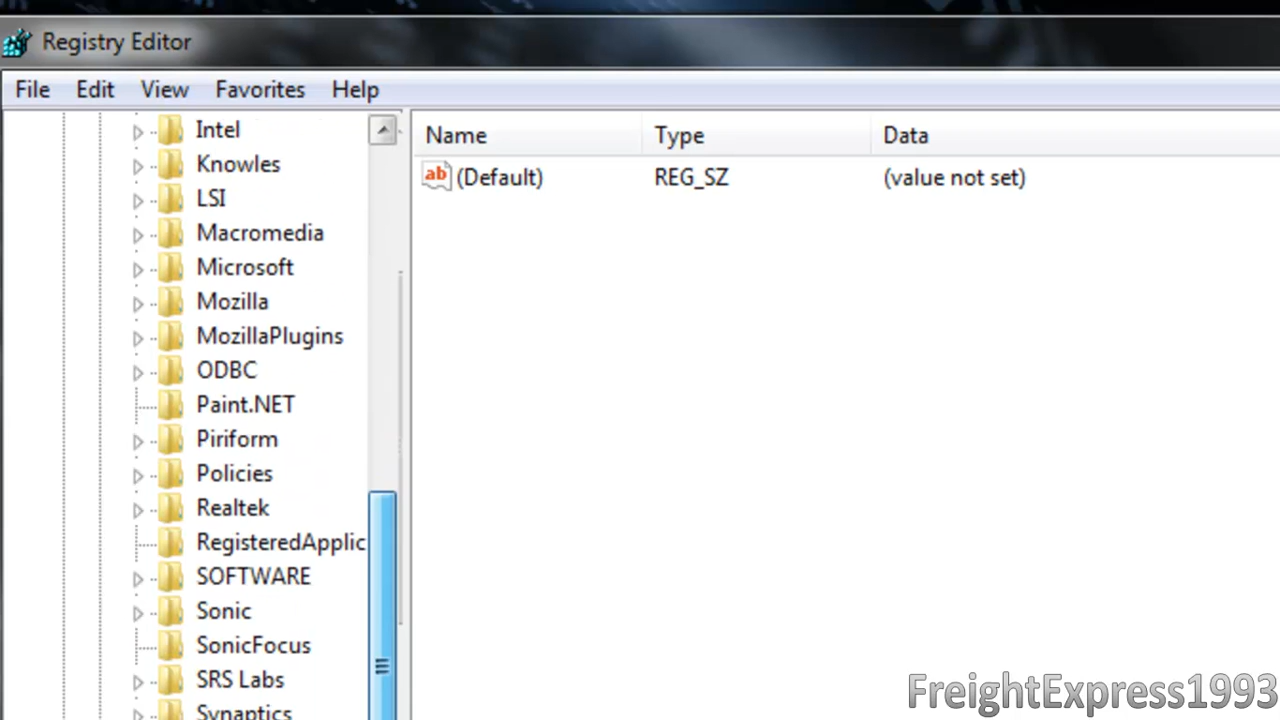 Registry Editor
File Edit View Favorites Help
Name Type Data
(Default) REG_SZ (value not set)
Intel
Knowles
LSI
Macromedia
Microsoft
Mozilla
MozillaPlugins
ODBC
Paint.NET
Piriform
Policies
Realtek
RegisteredApplic
SOFTWARE
Sonic
SonicFocus
SRS Labs
Synaptics
FreightExpress1993